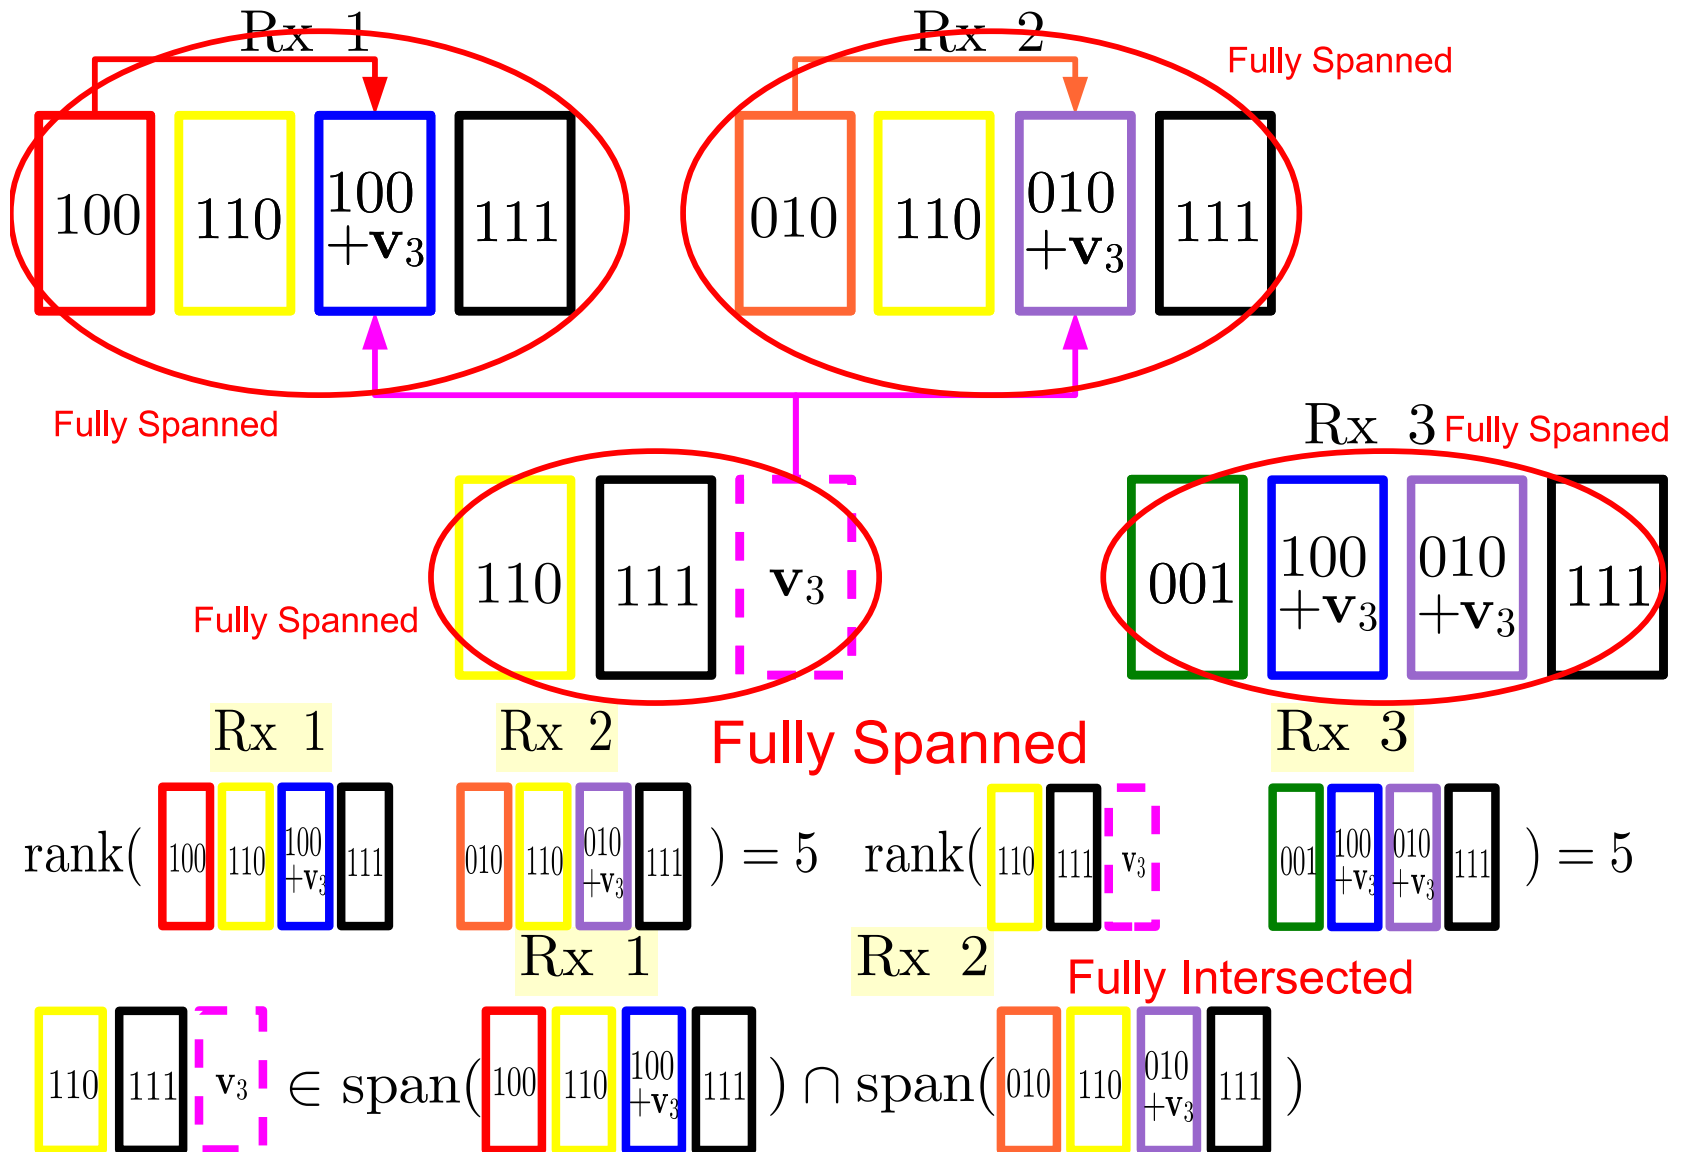 Rx 1
Rx 2
Fully Spanned
100 110 100 +v₃ 111
010 110 010 +v₃ 111
Fully Spanned
Rx 3 Fully Spanned
110 111 v₃
001 100 +v₃ 010 +v₃ 111
Fully Spanned
Rx 1 Rx 2 Fully Spanned Rx 3
rank( 100 110 100 +v₃ 111 010 110 010 +v₃ 111 ) = 5 rank( 110 111 v₃ 001 100 +v₃ 010 +v₃ 111 ) = 5
Rx 1 Rx 2 Fully Intersected
110 111 v₃ ∈ span( 100 110 100 +v₃ 111 ) ∩ span( 010 110 010 +v₃ 111 )